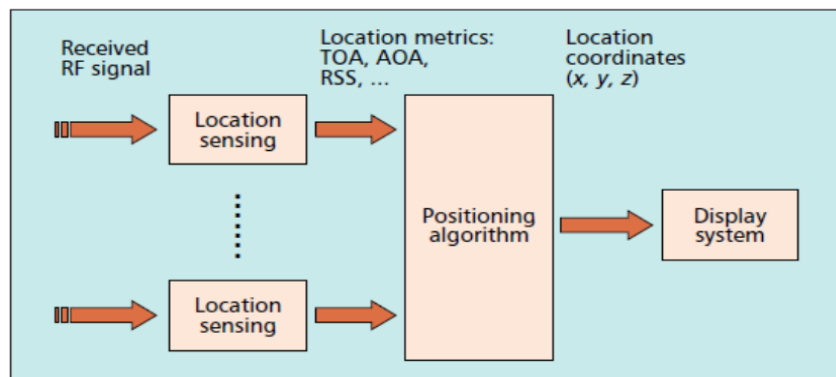 Received
RF signal
Location metrics:
TOA, AOA,
RSS, ...
Location
coordinates
(x, y, z)
Location
sensing
Positioning
algorithm
Display
system
Location
sensing